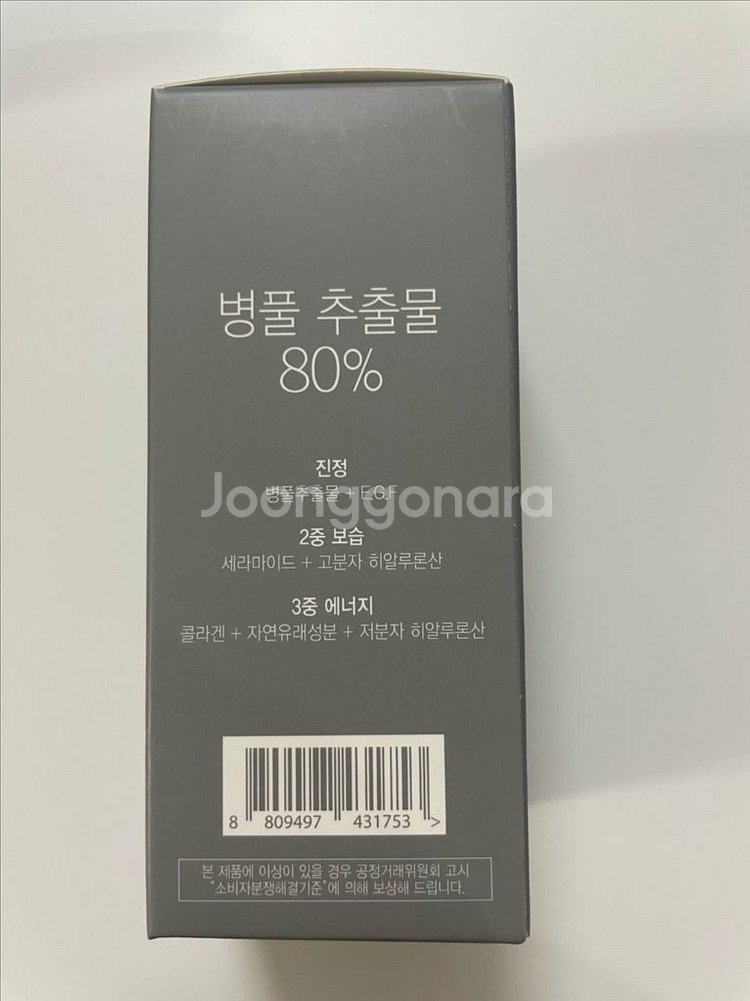 병풀 추출물
80%
진정
병풀추출물 + E.G.F
Joonggonara
2중 보습
세라마이드 + 고분자 히알루론산
3중 에너지
콜라겐 + 자연유래성분 + 저분자 히알루론산
8 809497 431753 >
본 제품에 이상이 있을 경우 공정거래위원회 고시
"소비자분쟁해결기준"에 의해 보상해 드립니다.